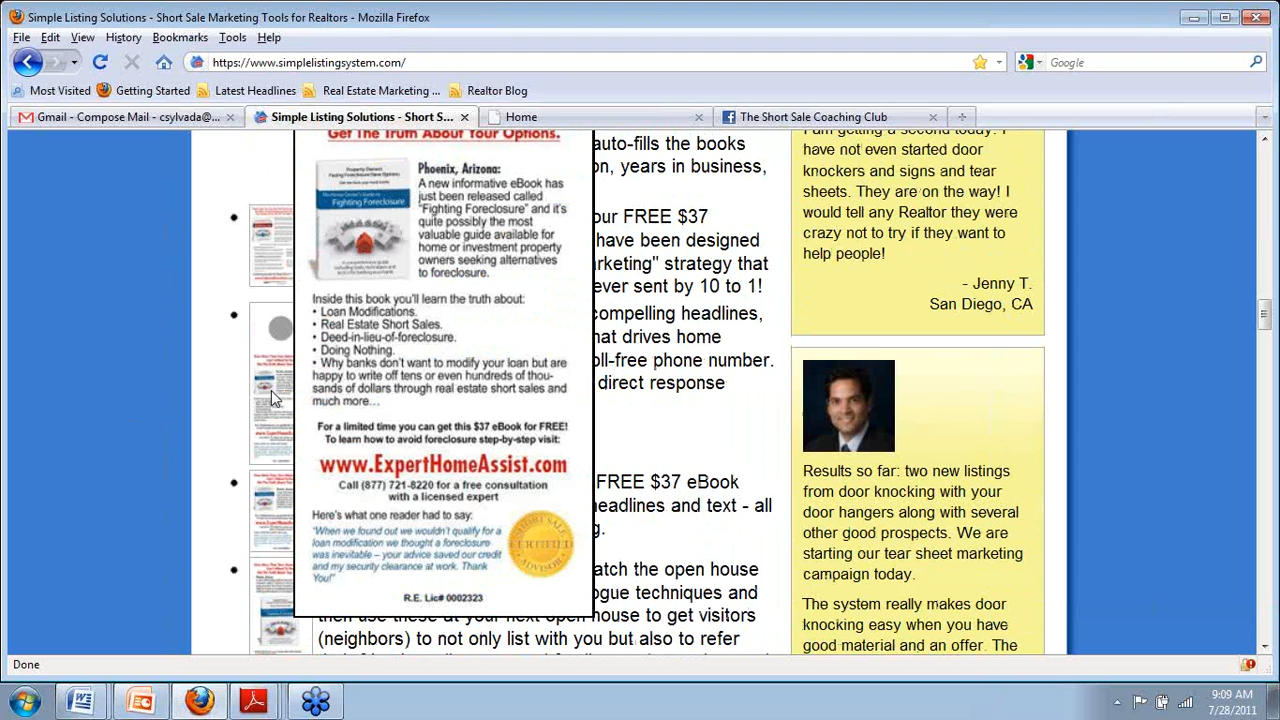 Simple Listing Solutions - Short Sale Marketing Tools for Realtors - Mozilla Firefox
File Edit View History Bookmarks Tools Help
https://www.simplelistingsystem.com/
Google
Most Visited Getting Started Latest Headlines Real Estate Marketing ... Realtor Blog
Gmail - Compose Mail - csylvada@... Simple Listing Solutions - Short S... Home The Short Sale Coaching Club
Get The Truth About Your Options.
Phoenix, Arizona:
A new informative eBook has
just been released called
"Fighting Foreclosure" and it's
possibly the most
valuable guide available for
home or investment property
owners seeking alternatives
to foreclosure.
Fighting Foreclosure
Inside this book you'll learn the truth about:
• Loan Modifications.
• Real Estate Short Sales.
• Deed-in-lieu-of-foreclosure.
• Doing Nothing.
• Why banks don't want to modify your loan but are
happy to write off tens or even hundreds of thou-
sands of dollars through real estate short sales and
much more...
For a limited time you can get this $37 eBook for FREE!
To learn how to avoid foreclosure step-by-step visit:
www.ExpertHomeAssist.com
Call (877) 721-8220 for a free consultation
with a local expert
Here's what one reader had to say:
"When we found out we wouldn't qualify for a
loan modification we thought a foreclosure
was inevitable – your advice saved our credit
and my security clearance at work. Thank
You!"
R.E. Lic# 0002323
auto-fills the books
on, years in business,
our FREE $37
has been designed
keting" strategy that
ever sent by 10 to 1!
compelling headlines,
hat drives home
oll-free phone number.
direct response
FREE $37 eBook
comes and text - all
g.
atch the open house
ogue techniques and
then use these at your next open house to get visitors
(neighbors) to not only list with you but also to refer
I am getting a second today! I
have not even started door
knockers and signs and tear
sheets. They are on the way! I
would tell any Realtor they were
crazy not to try if they want to
help people!
- Jenny T.
San Diego, CA
Results so far: two new listings
from door knocking with your
door hangers along with several
other good prospects. We are
starting our tear sheet marketing
campaign today.
The system really makes door
knocking easy when you have
good material and an offer. The
Done
9:09 AM
7/28/2011